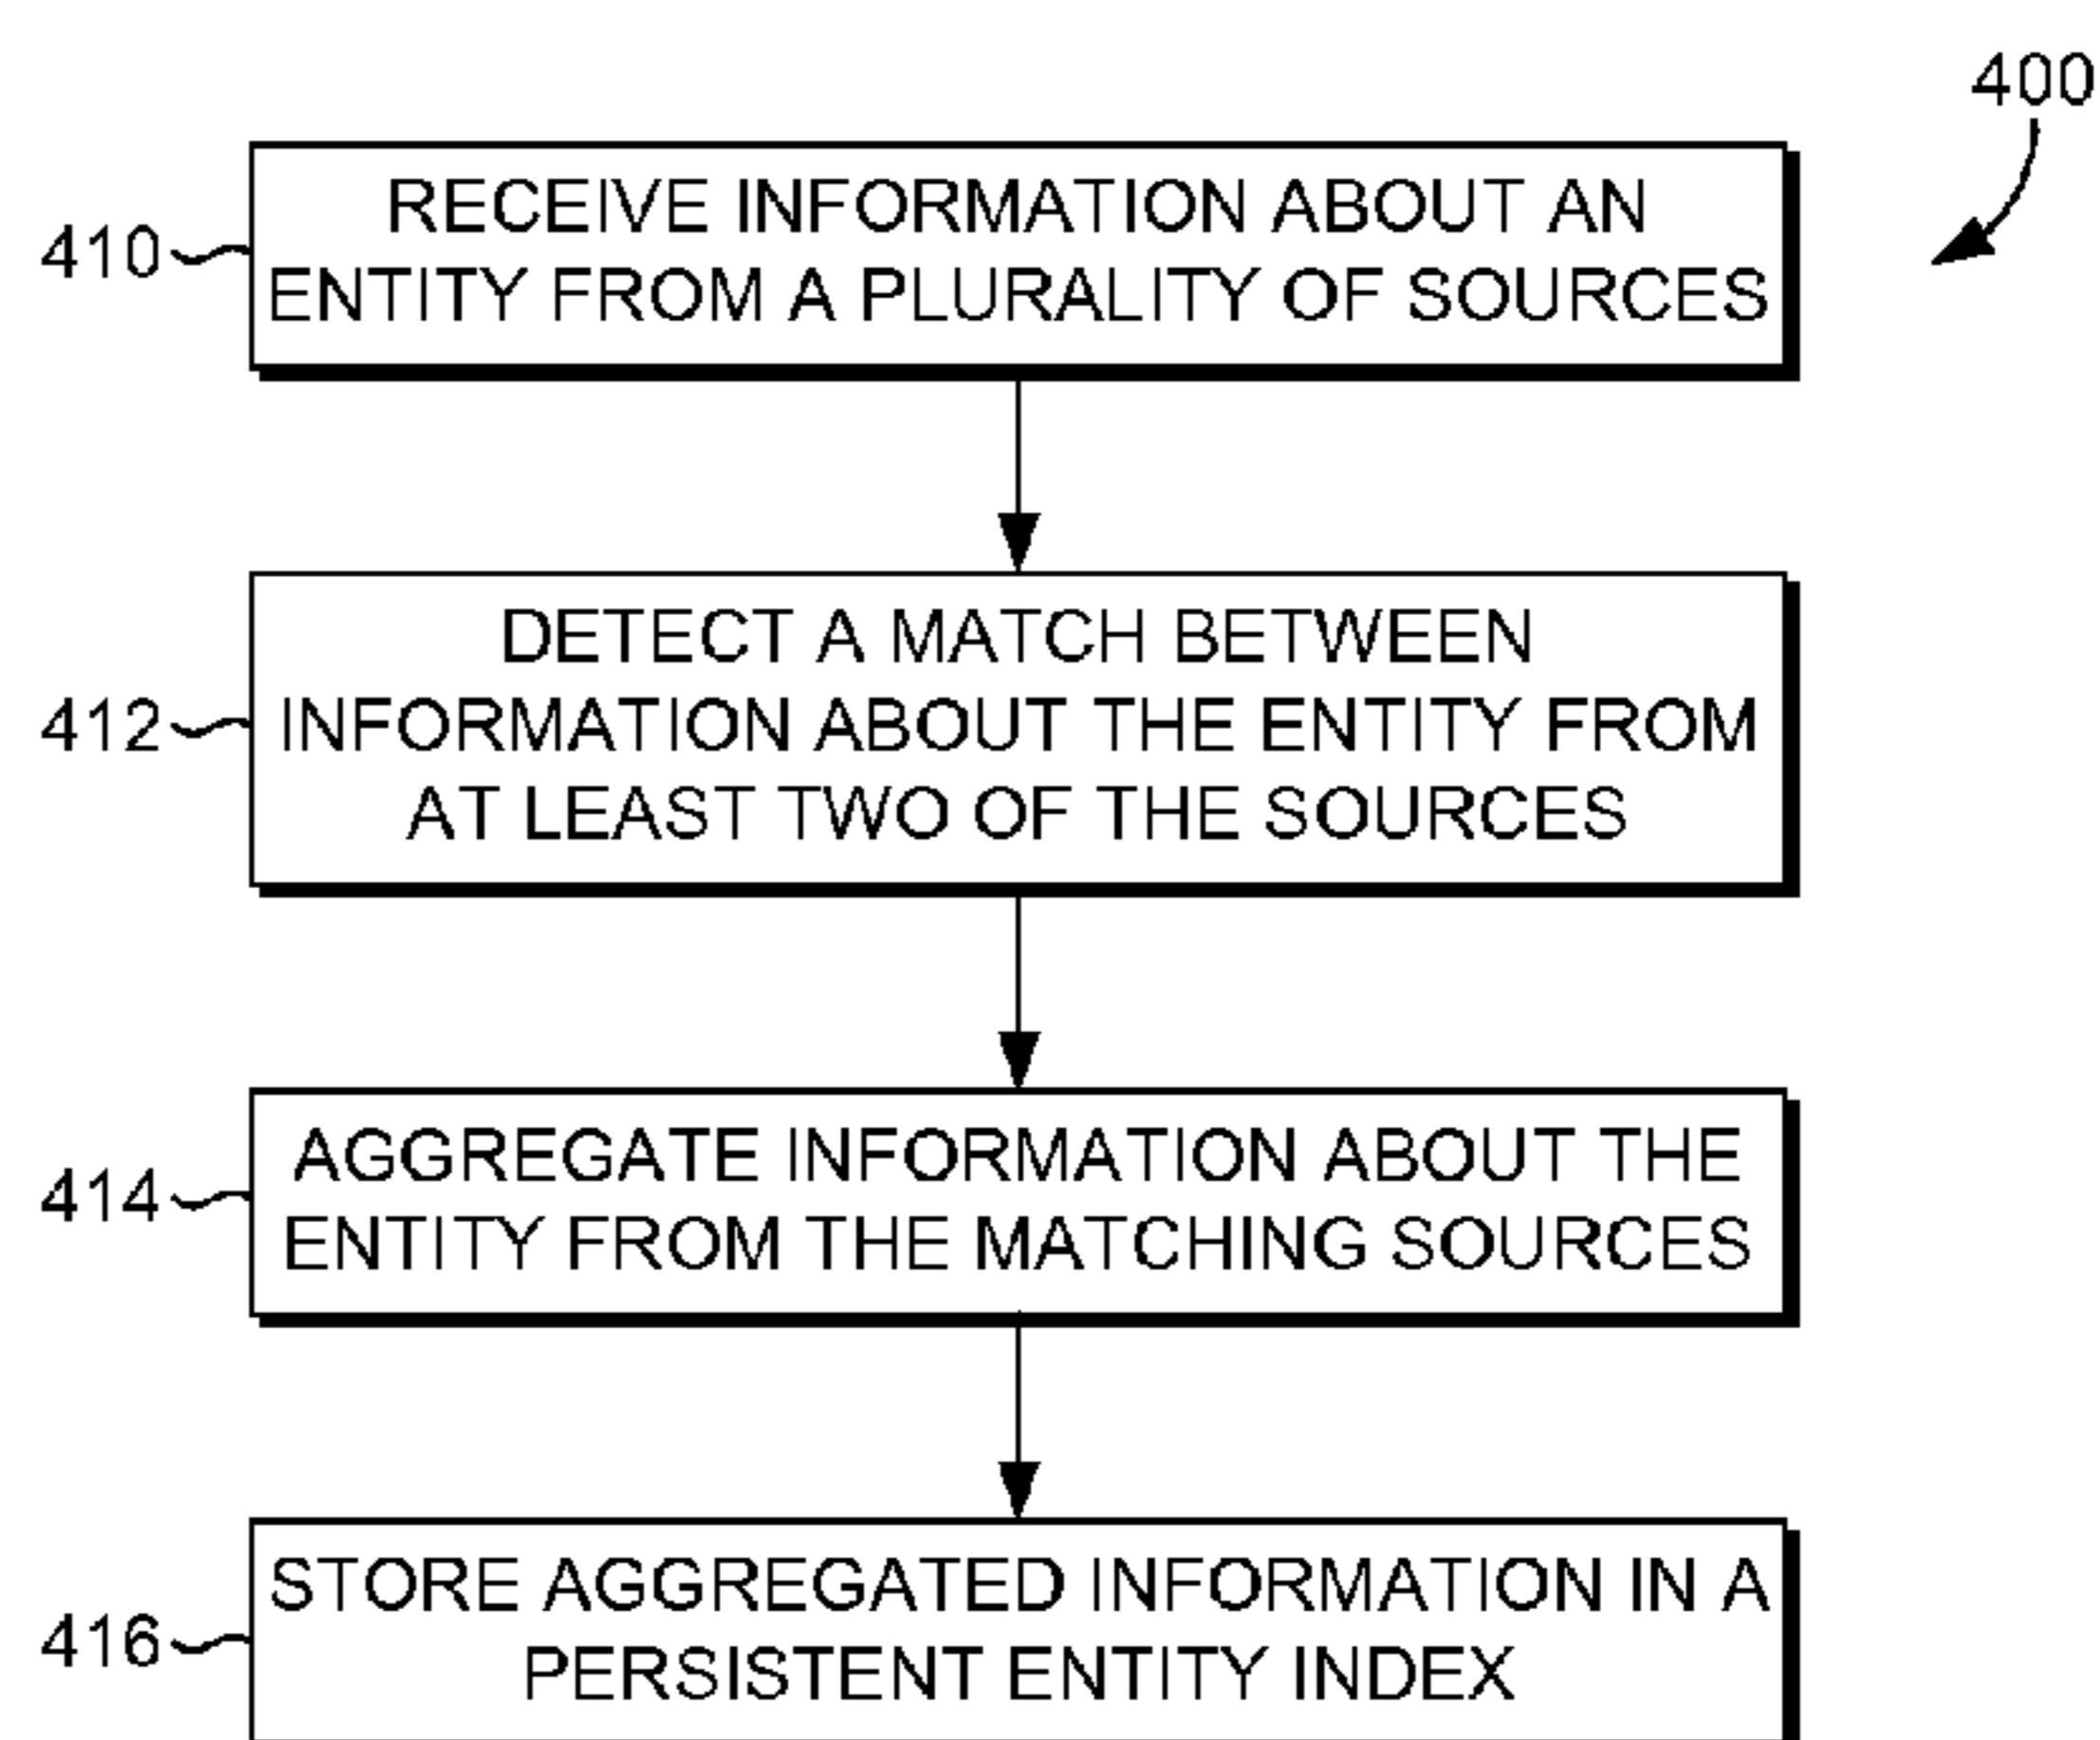 400
410
RECEIVE INFORMATION ABOUT AN
ENTITY FROM A PLURALITY OF SOURCES
412
DETECT A MATCH BETWEEN
INFORMATION ABOUT THE ENTITY FROM
AT LEAST TWO OF THE SOURCES
414
AGGREGATE INFORMATION ABOUT THE
ENTITY FROM THE MATCHING SOURCES
416
STORE AGGREGATED INFORMATION IN A
PERSISTENT ENTITY INDEX